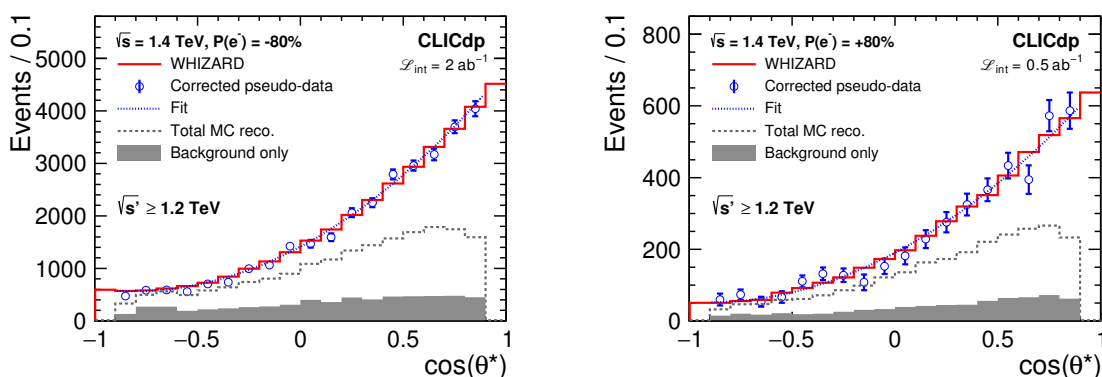 Events / 0.1
√s = 1.4 TeV, P(e⁻) = -80%
CLICdp
WHIZARD
ℒint = 2 ab⁻¹
Corrected pseudo-data
Fit
Total MC reco.
Background only
√s' ≥ 1.2 TeV
5000
4000
3000
2000
1000
0
−1 −0.5 0 0.5 1
cos(θ*)
Events / 0.1
√s = 1.4 TeV, P(e⁻) = +80%
CLICdp
WHIZARD
ℒint = 0.5 ab⁻¹
Corrected pseudo-data
Fit
Total MC reco.
Background only
√s' ≥ 1.2 TeV
800
600
400
200
0
−1 −0.5 0 0.5 1
cos(θ*)